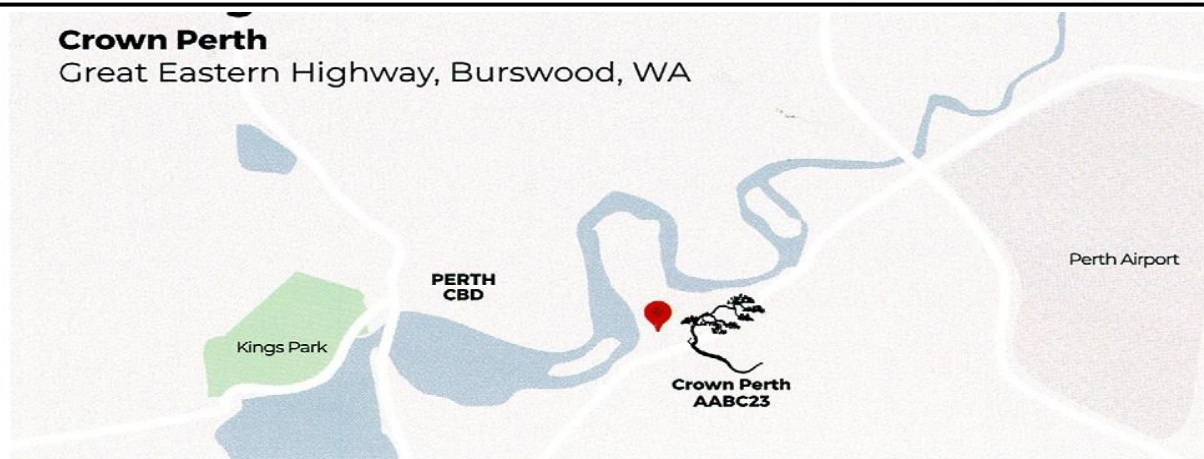 Crown Perth
Great Eastern Highway, Burswood, WA
PERTH
CBD
Perth Airport
Kings Park
Crown Perth
AABC23